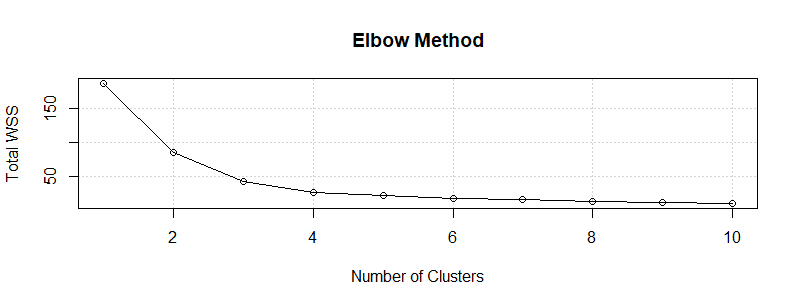 Elbow Method
Total WSS
150
50
2 4 6 8 10
Number of Clusters